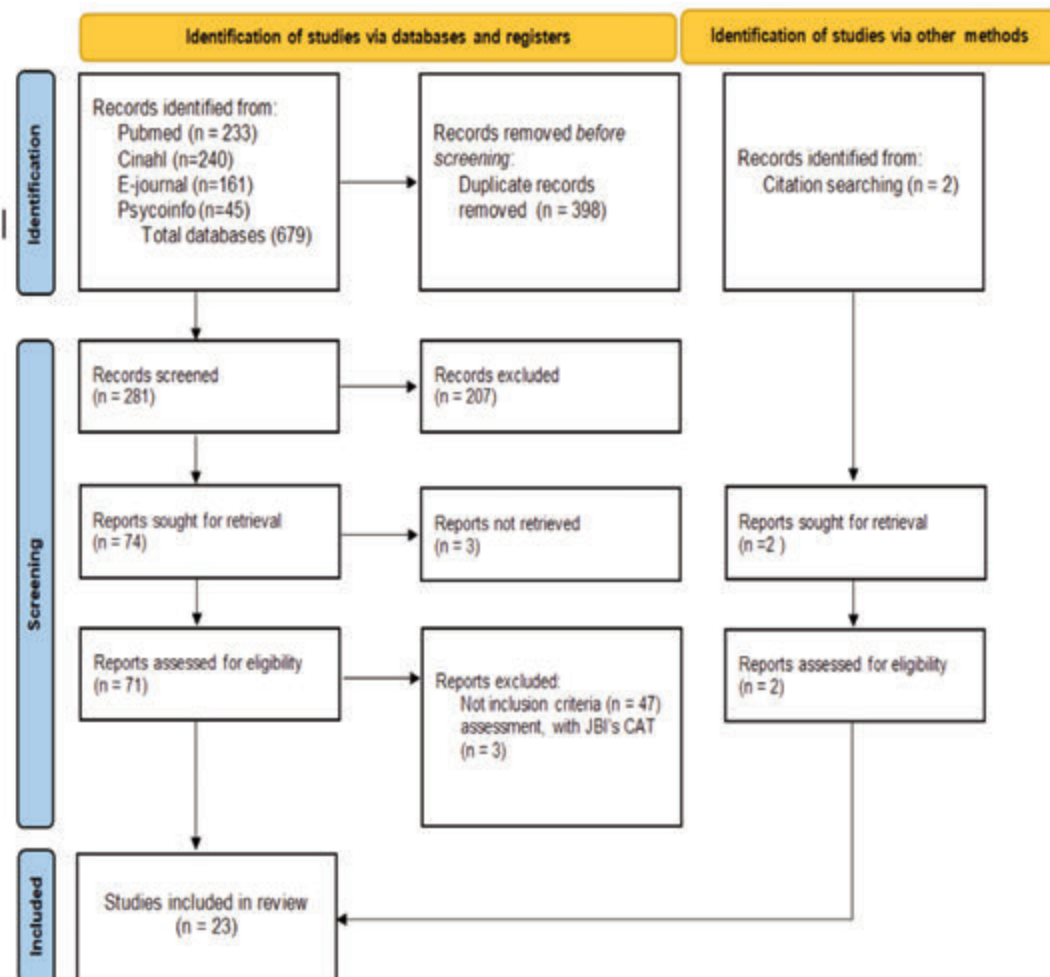 Identification of studies via databases and registers
Identification of studies via other methods
Identification
Records identified from:
Pubmed (n = 233)
Cinahl (n=240)
E-journal (n=161)
Psycoinfo (n=45)
Total databases (679)
Records removed before
screening:
Duplicate records
removed (n = 398)
Records identified from:
Citation searching (n = 2)
Screening
Records screened
(n = 281)
Records excluded
(n = 207)
Reports sought for retrieval
(n = 74)
Reports not retrieved
(n = 3)
Reports sought for retrieval
(n =2 )
Reports assessed for eligibility
(n = 71)
Reports excluded:
Not inclusion criteria (n = 47)
assessment, with JBI's CAT
(n = 3)
Reports assessed for eligibility
(n = 2)
Included
Studies included in review
(n = 23)